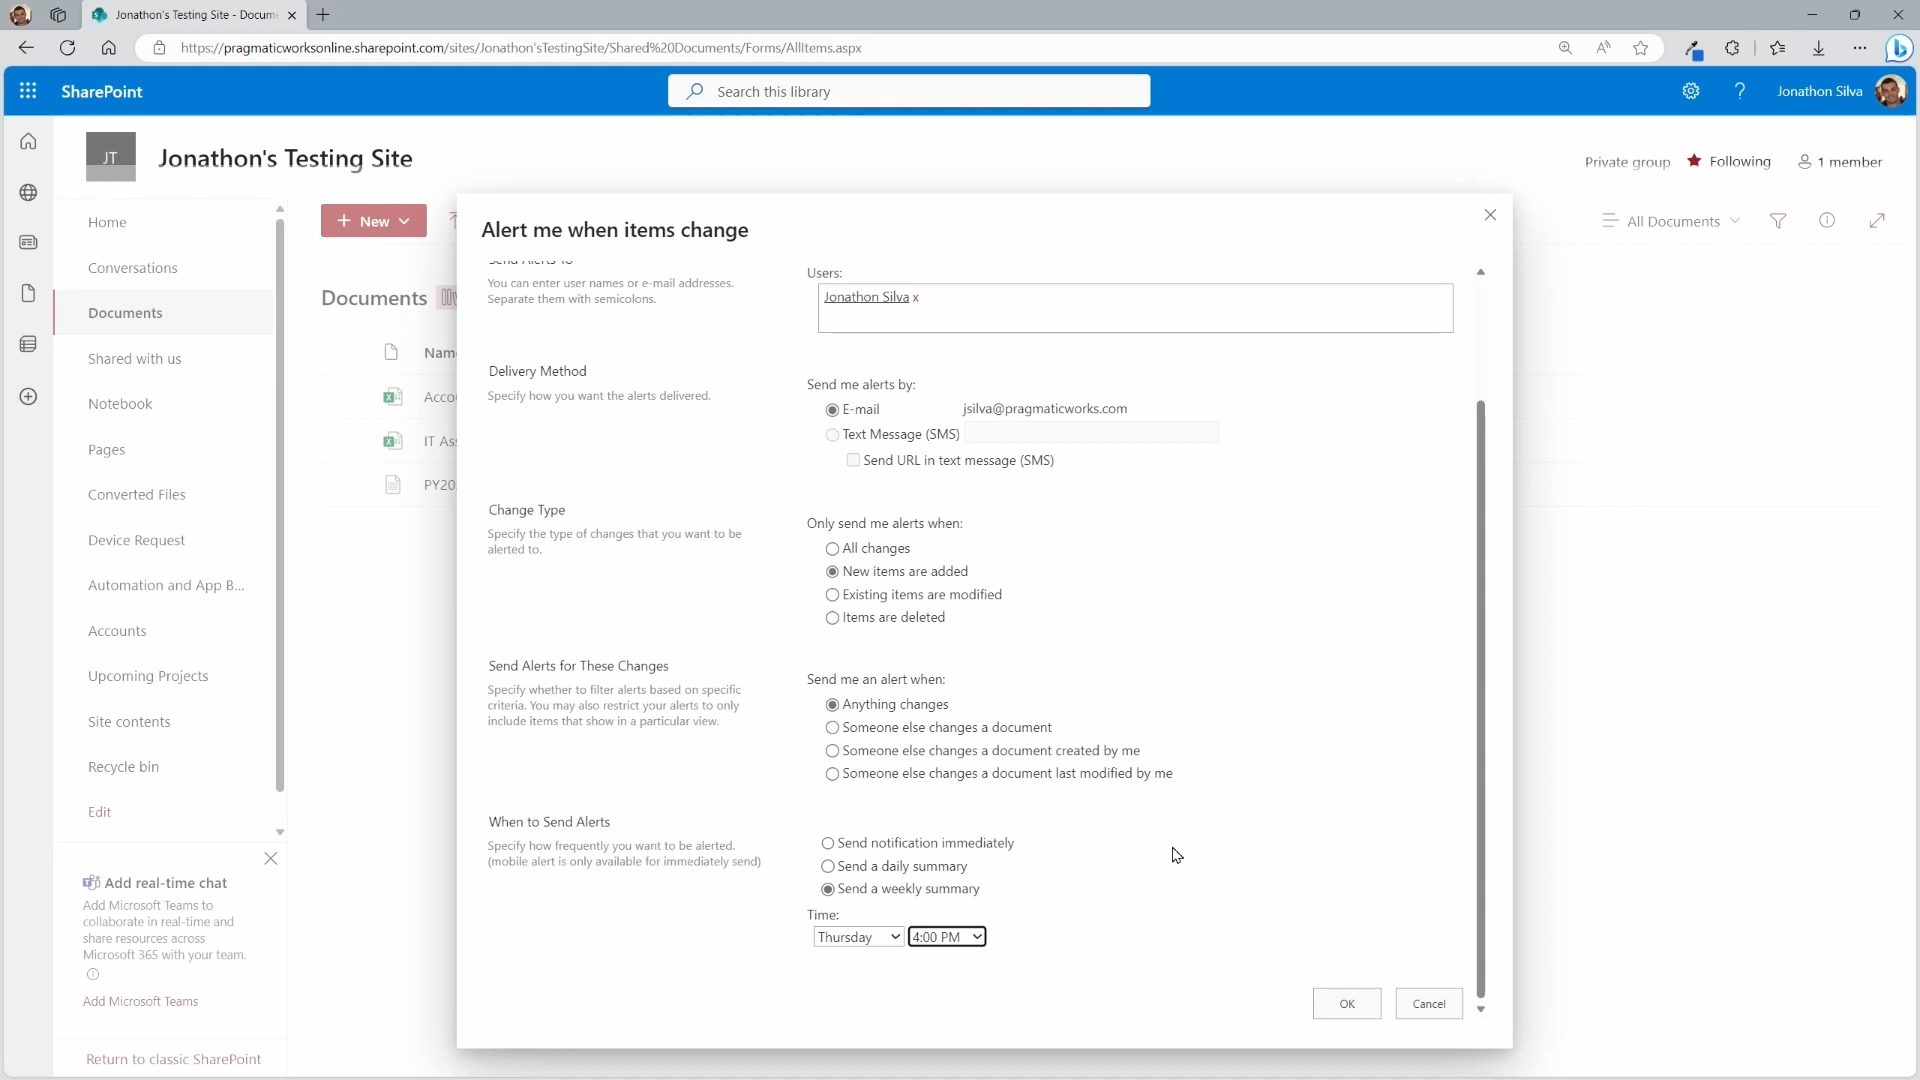 Jonathon's Testing Site - Docume
https://pragmaticworksonline.sharepoint.com/sites/Jonathon'sTestingSite/Shared%20Documents/Forms/AllItems.aspx
SharePoint
Search this library
Jonathon Silva
JT
Jonathon's Testing Site
Private group
Following
1 member
Home
Conversations
Documents
Shared with us
Notebook
Pages
Converted Files
Device Request
Automation and App B...
Accounts
Upcoming Projects
Site contents
Recycle bin
Edit
Add real-time chat
Add Microsoft Teams to
collaborate in real-time and
share resources across
Microsoft 365 with your team.
Add Microsoft Teams
Return to classic SharePoint
+ New
All Documents
Documents
Nam
Acco
IT As
PY20
Alert me when items change
Send Alerts To
You can enter user names or e-mail addresses.
Separate them with semicolons.
Users:
Jonathon Silva x
Delivery Method
Specify how you want the alerts delivered.
Send me alerts by:
E-mail
jsilva@pragmaticworks.com
Text Message (SMS)
Send URL in text message (SMS)
Change Type
Specify the type of changes that you want to be
alerted to.
Only send me alerts when:
All changes
New items are added
Existing items are modified
Items are deleted
Send Alerts for These Changes
Specify whether to filter alerts based on specific
criteria. You may also restrict your alerts to only
include items that show in a particular view.
Send me an alert when:
Anything changes
Someone else changes a document
Someone else changes a document created by me
Someone else changes a document last modified by me
When to Send Alerts
Specify how frequently you want to be alerted.
(mobile alert is only available for immediately send)
Send notification immediately
Send a daily summary
Send a weekly summary
Time:
Thursday
4:00 PM
OK
Cancel